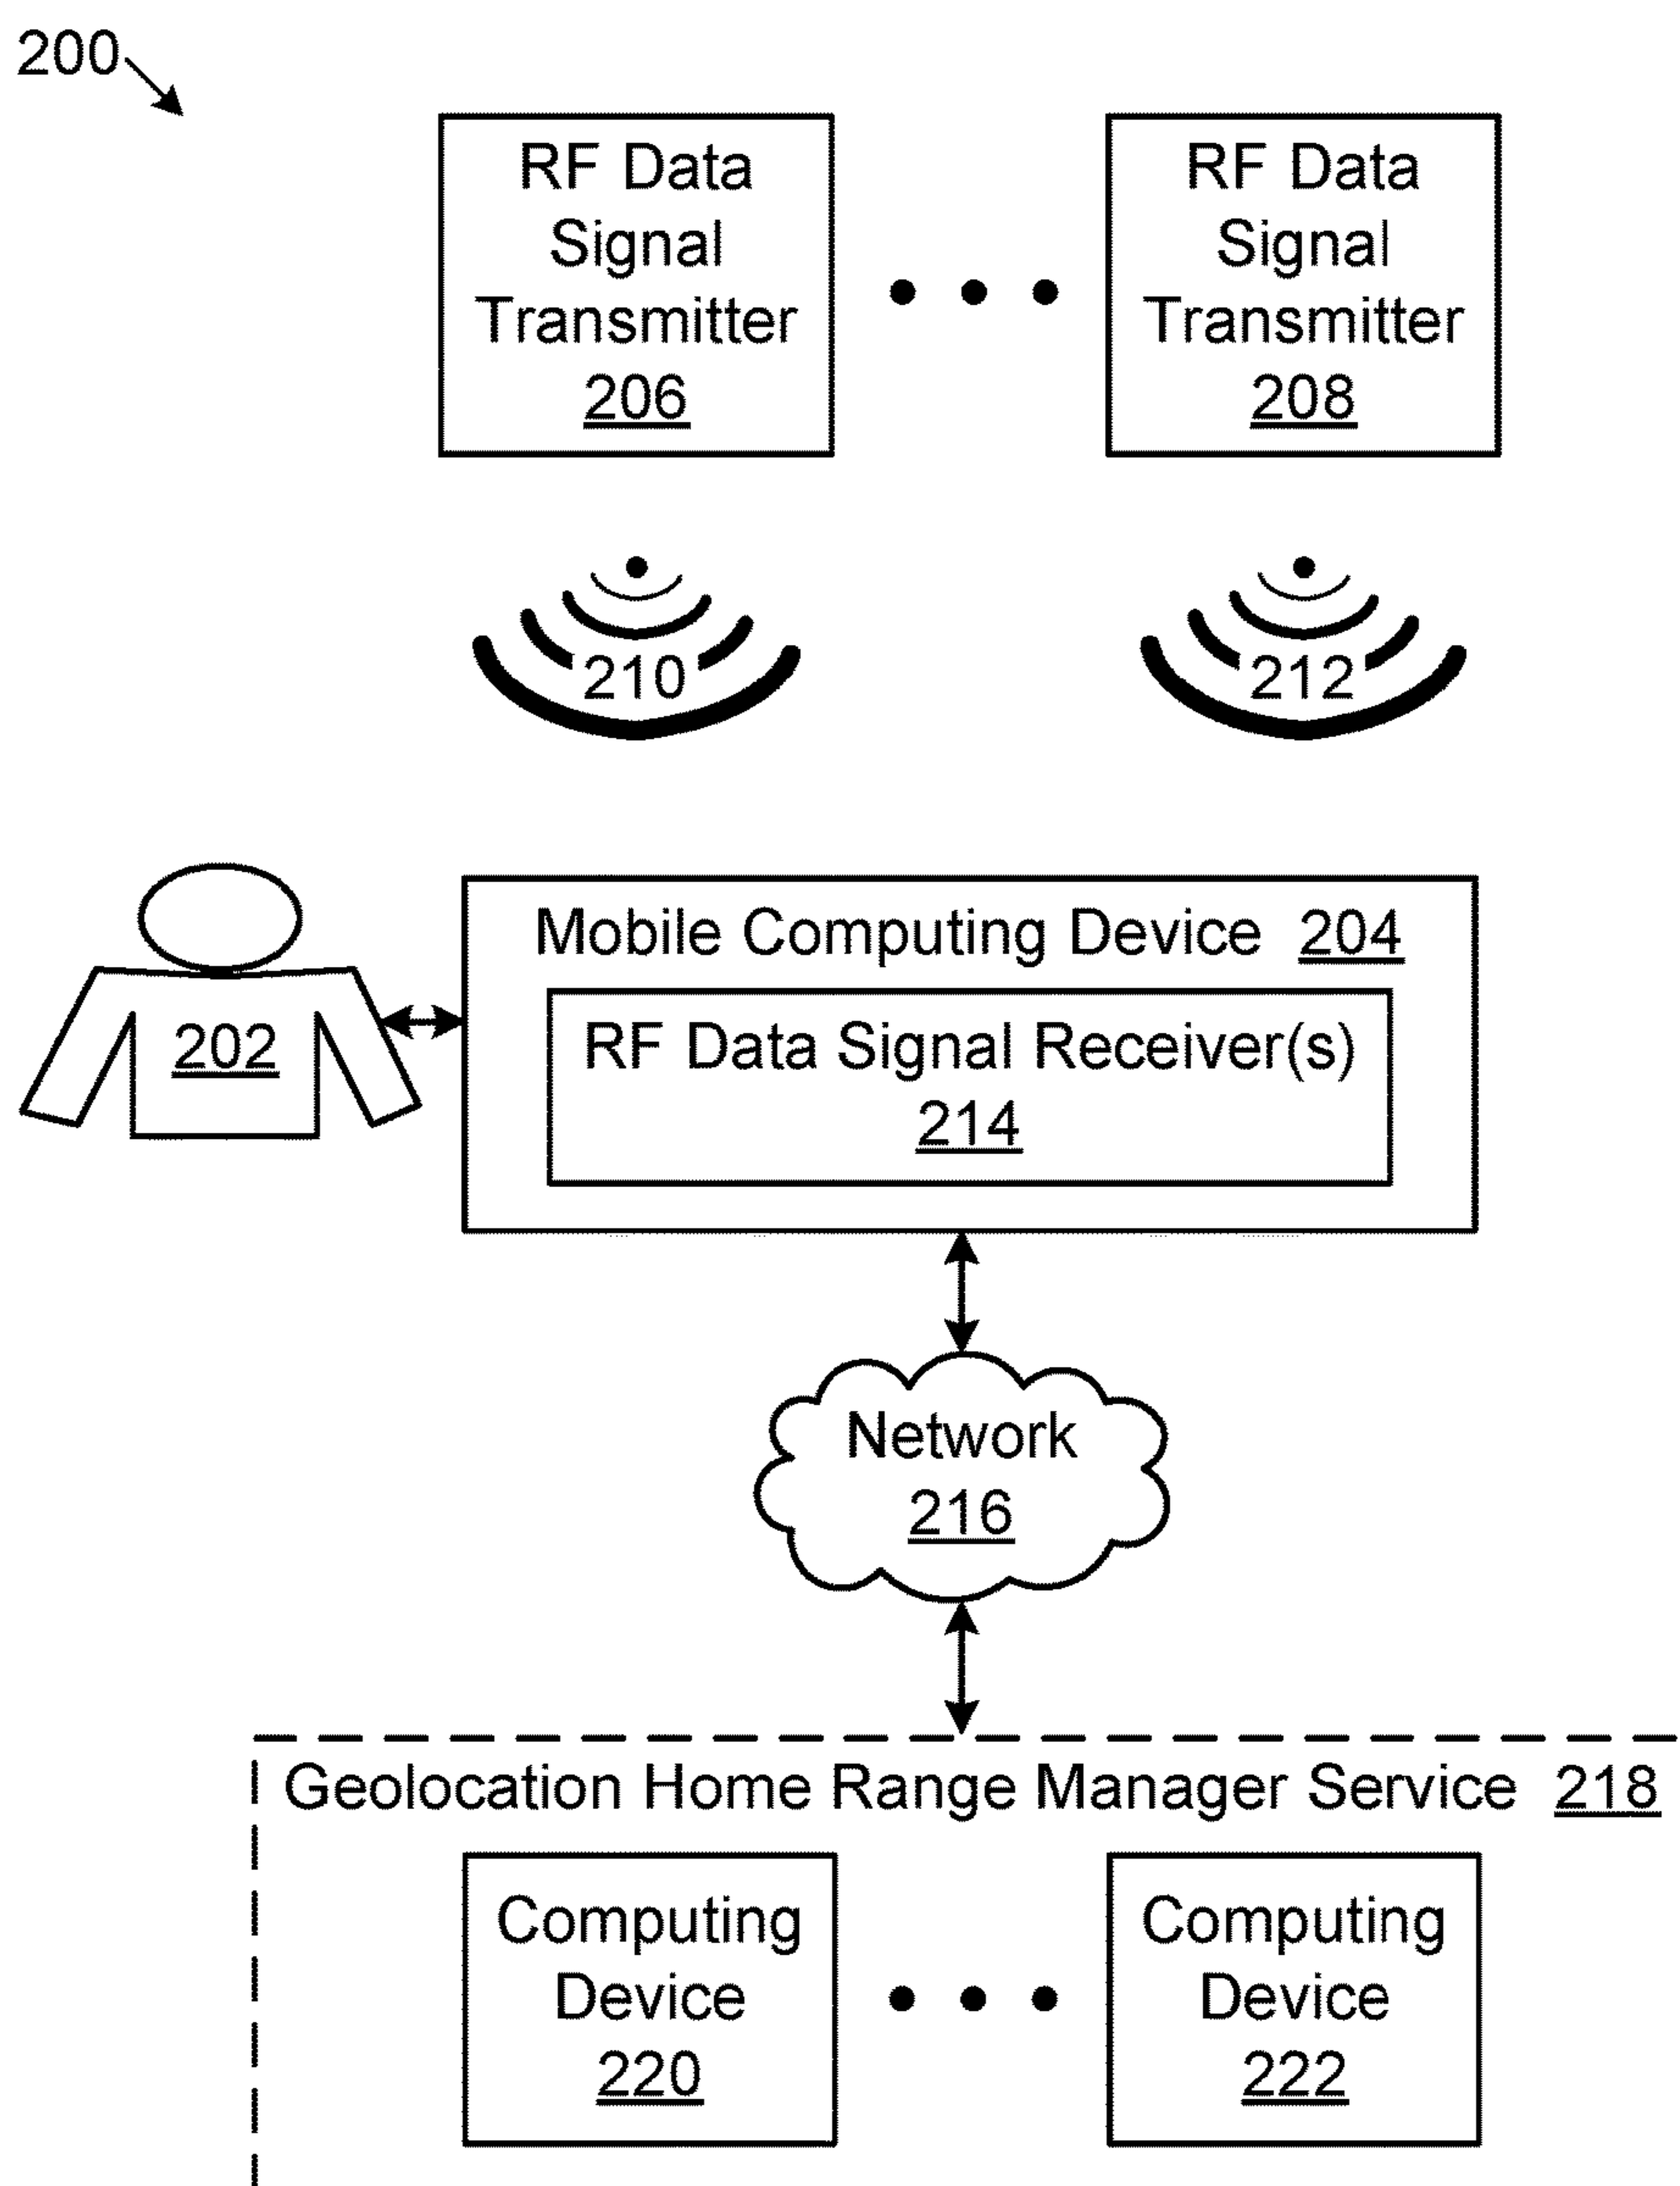 200
RF Data
Signal
Transmitter
206
RF Data
Signal
Transmitter
208
210
212
202
Mobile Computing Device 204
RF Data Signal Receiver(s)
214
Network
216
Geolocation Home Range Manager Service 218
Computing
Device
220
Computing
Device
222